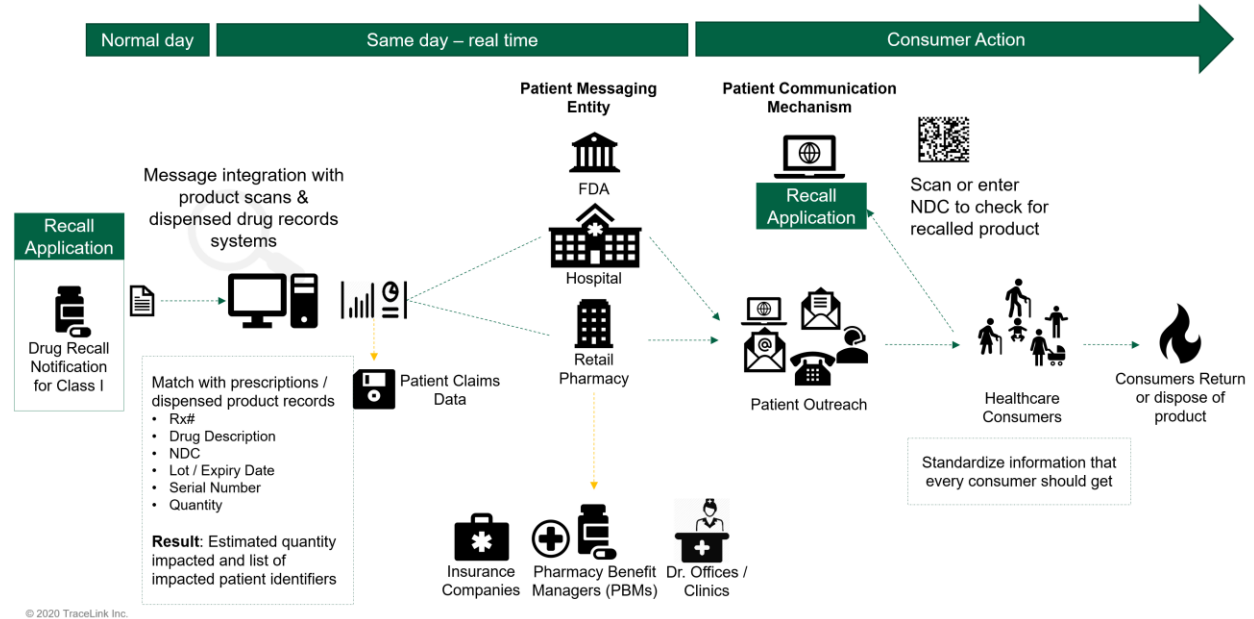 Normal day
Same day – real time
Consumer Action
Patient Messaging
Entity
Patient Communication
Mechanism
FDA
Message integration with
product scans &
dispensed drug records
systems
Recall
Application
Scan or enter
NDC to check for
recalled product
Recall
Application
Hospital
Drug Recall
Notification
for Class I
Retail
Pharmacy
Patient Claims
Data
Match with prescriptions /
dispensed product records
• Rx#
• Drug Description
• NDC
• Lot / Expiry Date
• Serial Number
• Quantity
Result: Estimated quantity
impacted and list of
impacted patient identifiers
Patient Outreach
Healthcare
Consumers
Consumers Return
or dispose of
product
Standardize information that
every consumer should get
Insurance
Companies
Pharmacy Benefit
Managers (PBMs)
Dr. Offices /
Clinics
© 2020 TraceLink Inc.